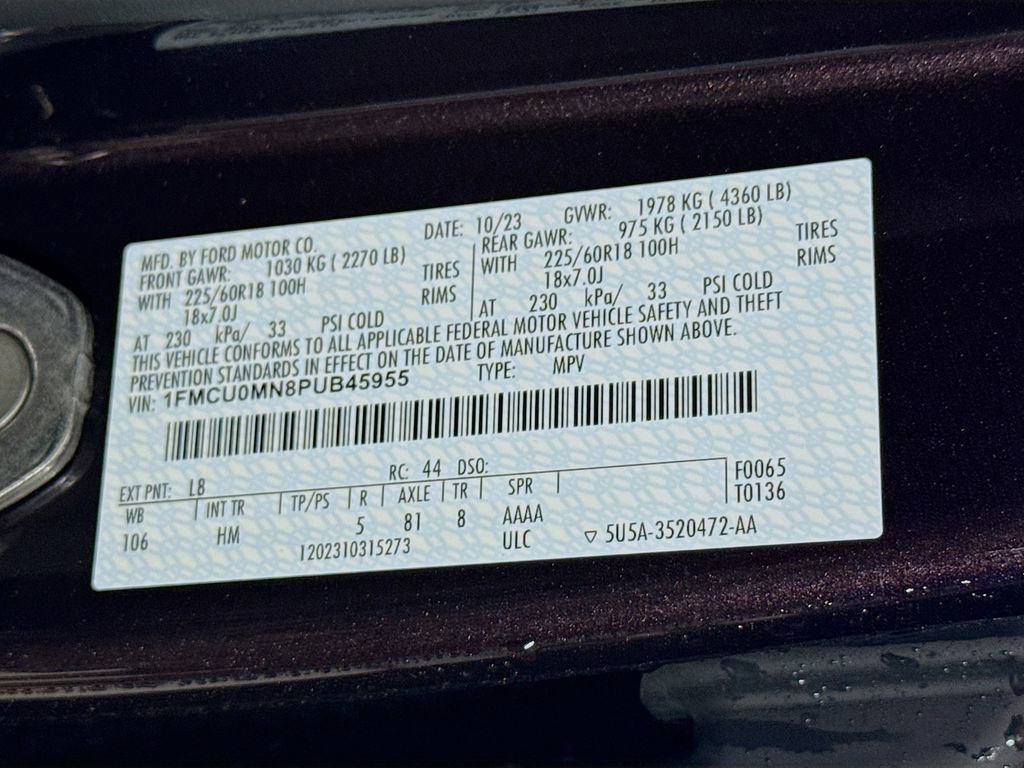 MFD. BY FORD MOTOR CO.
DATE: 10/23 GVWR: 1978 KG ( 4360 LB)
FRONT GAWR: 1030 KG ( 2270 LB)
WITH 225/60R18 100H TIRES
18x7.0J RIMS
AT 230 kPa/ 33 PSI COLD
REAR GAWR: 975 KG ( 2150 LB)
WITH 225/60R18 100H TIRES
18x7.0J RIMS
AT 230 kPa/ 33 PSI COLD
THIS VEHICLE CONFORMS TO ALL APPLICABLE FEDERAL MOTOR VEHICLE SAFETY AND THEFT
PREVENTION STANDARDS IN EFFECT ON THE DATE OF MANUFACTURE SHOWN ABOVE.
VIN: 1FMCU0MN8PUB45955 TYPE: MPV
RC: 44 DSO:
EXT PNT: L8
WB INT TR TP/PS R AXLE TR SPR F0065
106 HM 5 81 8 AAAA T0136
1202310315273 ULC ▽ 5U5A-3520472-AA